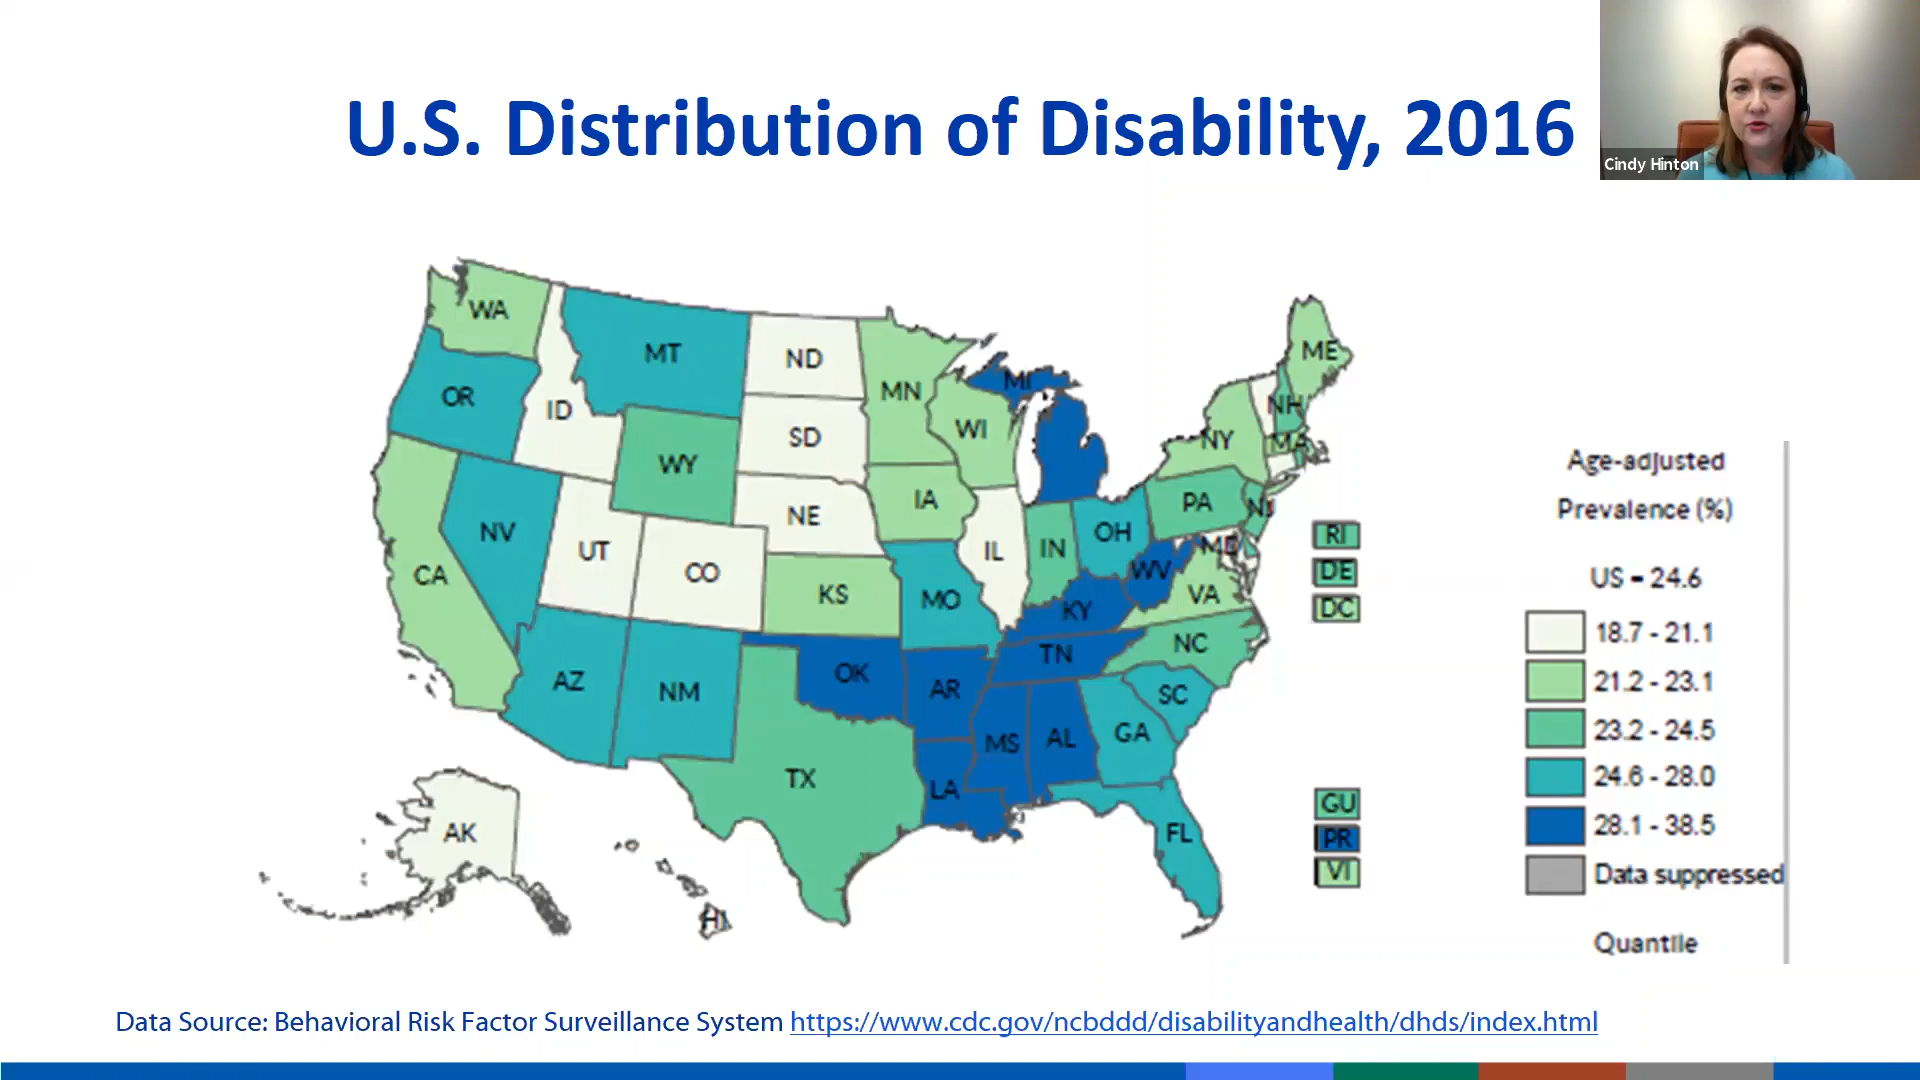 U.S. Distribution of Disability, 2016
Cindy Hinton
WA
MT
ND
ME
OR
ID
MN
MI
SD
WI
NH
NY
MA
WY
IA
PA
NJ
NE
NV
OH
UT
IL
IN
MD
RI
CO
CA
WV
DE
KS
MO
VA
KY
DC
NC
TN
OK
AZ
NM
AR
SC
MS
AL
GA
TX
LA
GU
AK
FL
PR
VI
HI
Age-adjusted
Prevalence (%)
US = 24.6
18.7 - 21.1
21.2 - 23.1
23.2 - 24.5
24.6 - 28.0
28.1 - 38.5
Data suppressed
Quantile
Data Source: Behavioral Risk Factor Surveillance System https://www.cdc.gov/ncbddd/disabilityandhealth/dhds/index.html